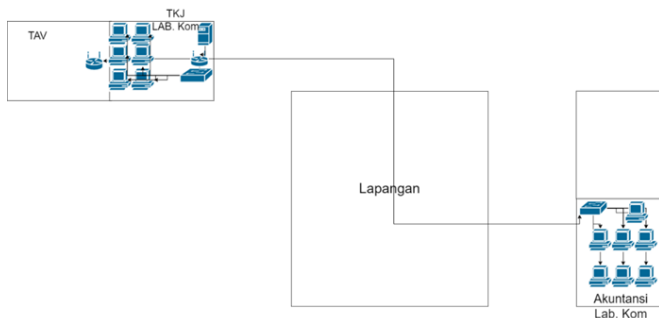 TKJ
LAB. Kom
TAV
Lapangan
Akuntansi
Lab. Kom